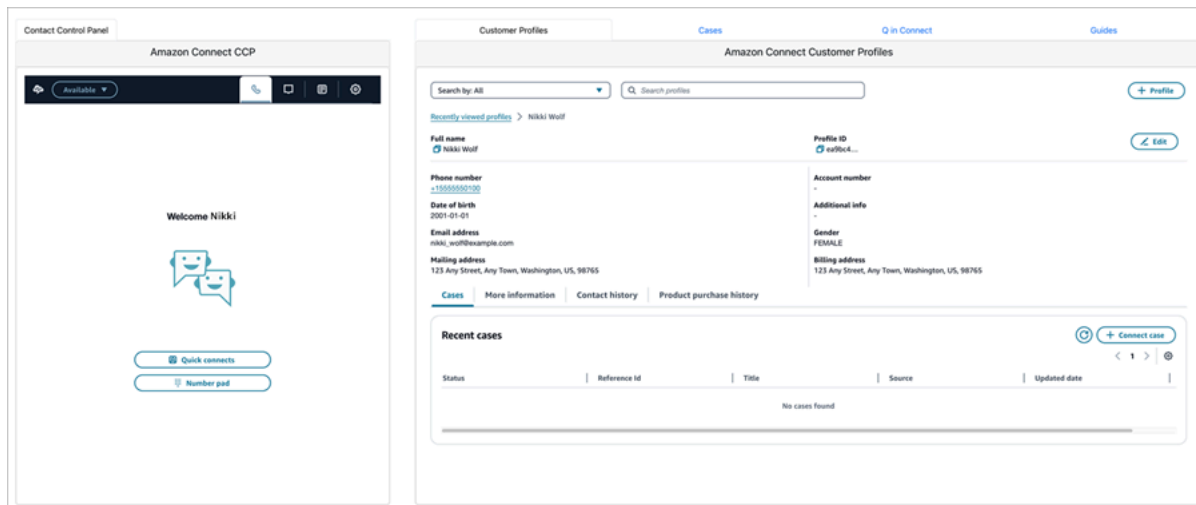 Contact Control Panel
Amazon Connect CCP
Available
Welcome Nikki
Quick connects
Number pad
Customer Profiles Cases Q in Connect Guides
Amazon Connect Customer Profiles
Search by: All Search profiles + Profile
Recently viewed profiles > Nikki Wolf
Full name Profile ID
Nikki Wolf ea9bc4... Edit
Phone number Account number
+15555550100 -
Date of birth Additional info
2001-01-01 -
Email address Gender
nikki_wolf@example.com FEMALE
Mailing address Billing address
123 Any Street, Any Town, Washington, US, 98765 123 Any Street, Any Town, Washington, US, 98765
Cases More information Contact history Product purchase history
Recent cases + Connect case
< 1 >
Status Reference Id Title Source Updated date
No cases found